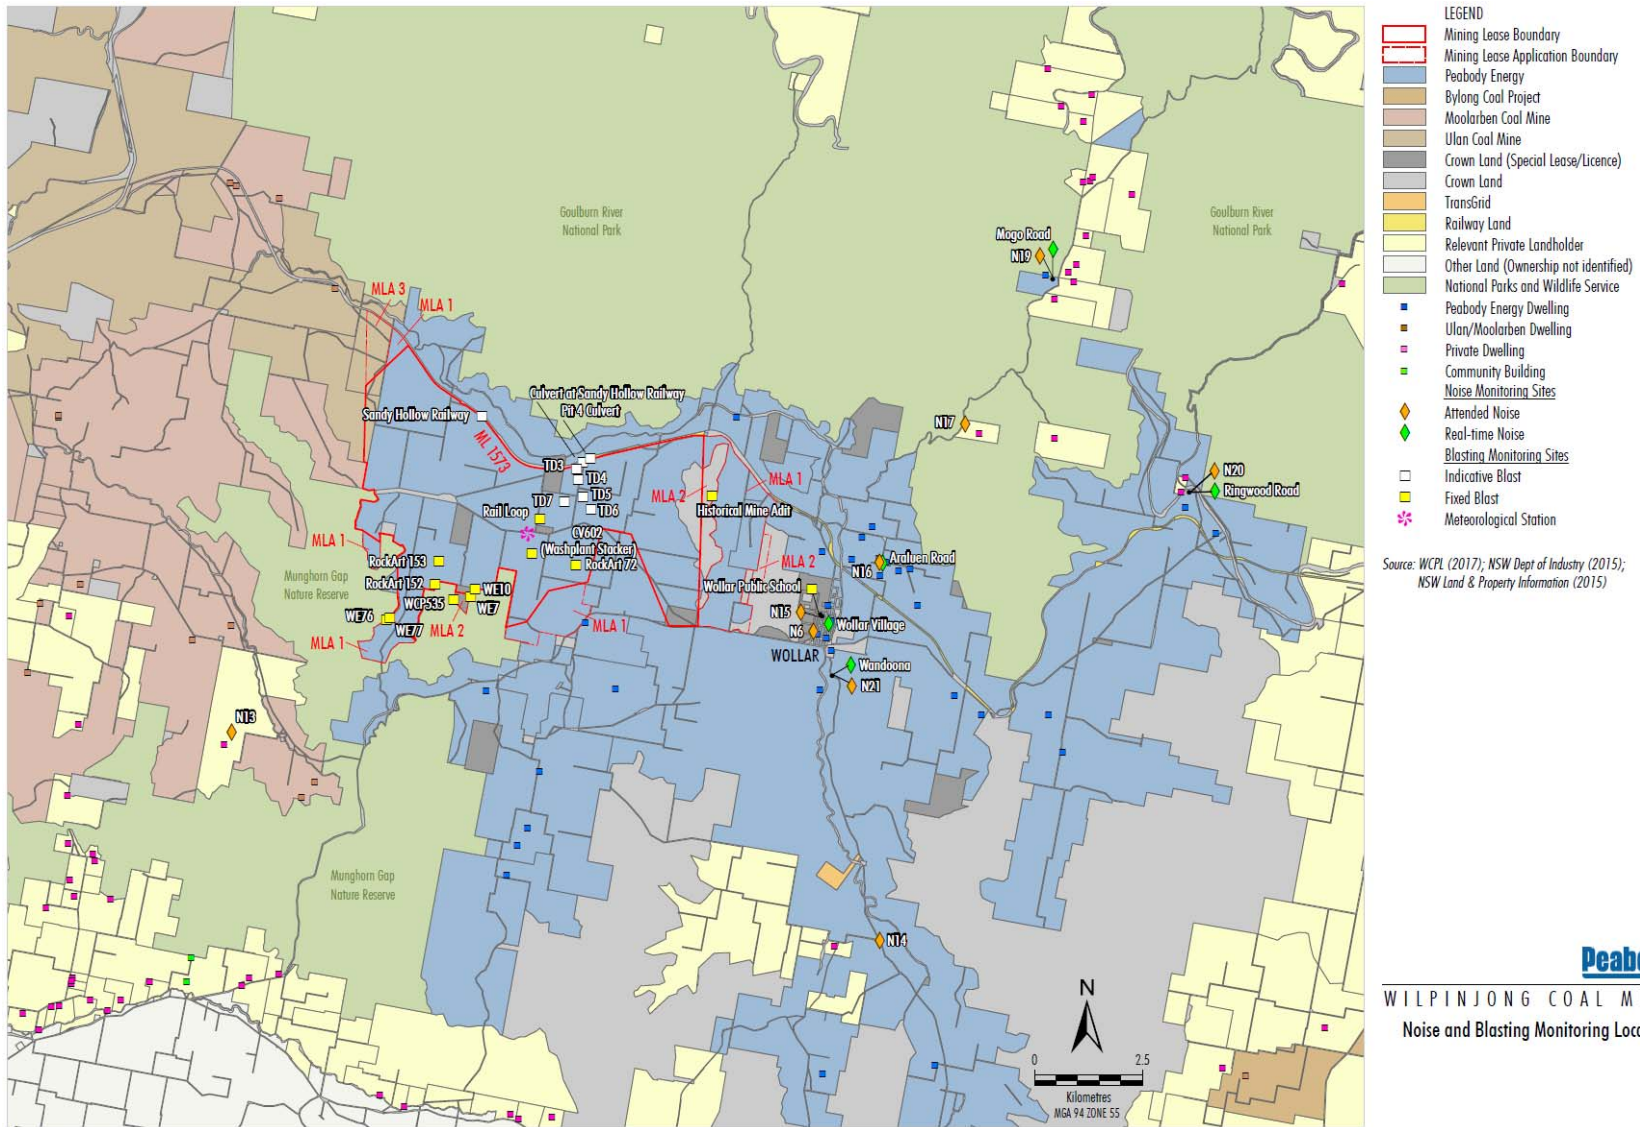 LEGEND
Mining Lease Boundary
Mining Lease Application Boundary
Peabody Energy
Bylong Coal Project
Moolarben Coal Mine
Ulan Coal Mine
Crown Land (Special Lease/Licence)
Crown Land
TransGrid
Railway Land
Relevant Private Landholder
Other Land (Ownership not identified)
National Parks and Wildlife Service
Peabody Energy Dwelling
Ulan/Moolarben Dwelling
Private Dwelling
Community Building
Noise Monitoring Sites
Attended Noise
Real-time Noise
Blasting Monitoring Sites
Indicative Blast
Fixed Blast
Meteorological Station
Source: WCPL (2017); NSW Dept of Industry (2015);
NSW Land & Property Information (2015)
Goulburn River
National Park
Goulburn River
National Park
Mogo Road
N19
MLA 3
MLA 1
Culvert at Sandy Hollow Railway
Pit 4 Culvert
Sandy Hollow Railway
ML 1573
N17
TD3
TD4
TD5
TD6
TD7
MLA 1
MLA 2
Historical Mine Adit
N20
Ringwood Road
Rail Loop
CV602
(Washplant Stacker)
RockArt 72
MLA 1
RockArt 153
RockArt 152
Munghorn Gap
Nature Reserve
WE10
WE7
WCP535
WE76
WE77
MLA 2
MLA 1
MLA 1
MLA 2
Araluen Road
N16
Wollar Public School
N15
N6
Wollar Village
WOLLAR
Wandoona
N21
N13
Munghorn Gap
Nature Reserve
N14
N
0 2.5
Kilometres
MGA 94 ZONE 55
Peabo
WILPINJONG COAL M
Noise and Blasting Monitoring Loca